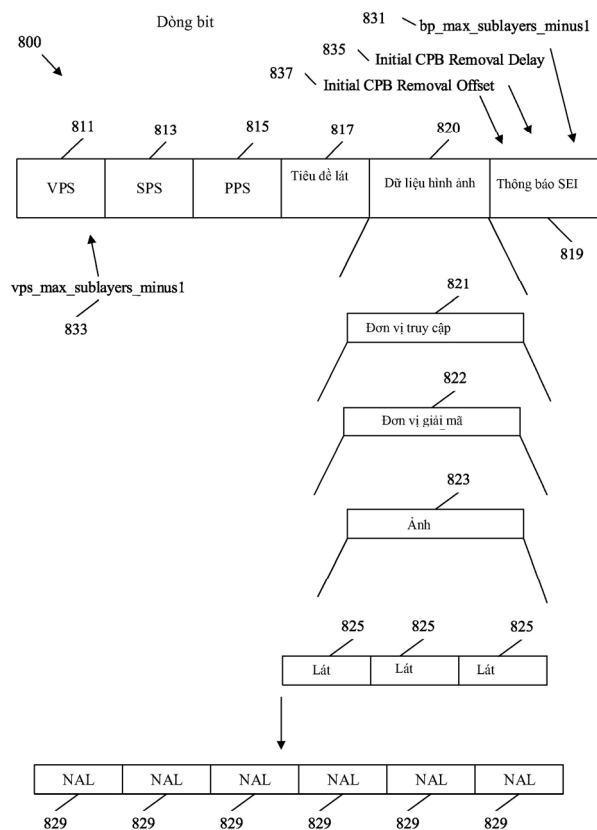 Dòng bit
800
831
bp_max_sublayers_minus1
835
Initial CPB Removal Delay
837
Initial CPB Removal Offset
811 813 815 817 820
VPS SPS PPS Tiêu đề lát Dữ liệu hình ảnh Thông báo SEI
819
vps_max_sublayers_minus1
833
821
Đơn vị truy cập
822
Đơn vị giải_mã
823
Ảnh
825 825 825
Lát Lát Lát
NAL NAL NAL NAL NAL NAL
829 829 829 829 829 829